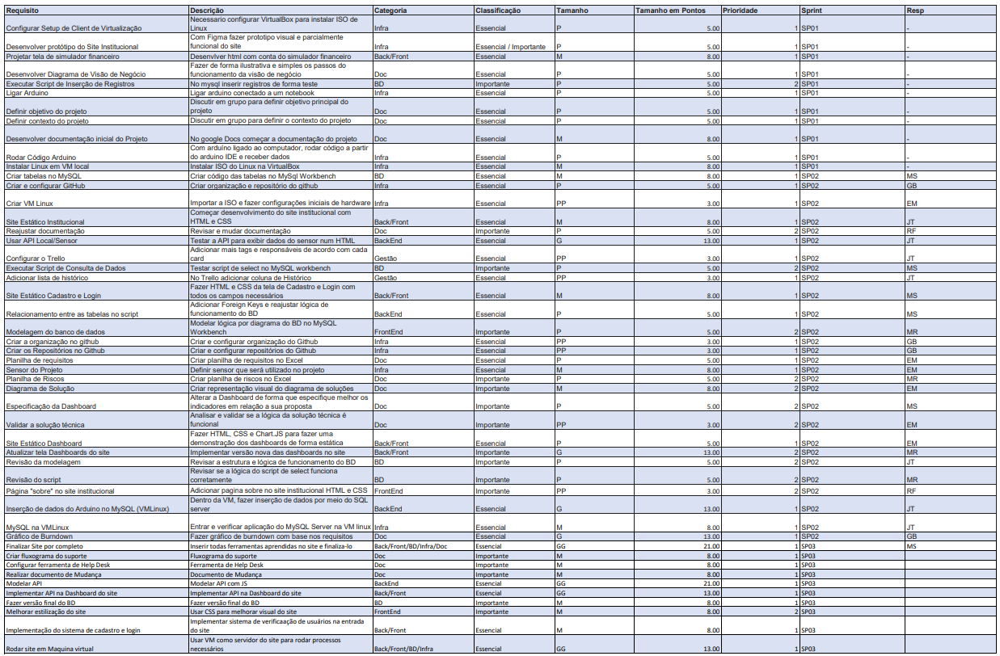 Requisito Descrição Categoria Classificação Tamanho Tamanho em Pontos Prioridade Sprint Resp
Configurar Setup de Client de Virtualização Necessario configurar VirtualBox para instalar ISO de Linux Infra Essencial P 5.00 1 SP01 -
Desenvolver protótipo do Site Institucional Com Figma fazer prototipo visual e parcialmente funcional do site Infra Essencial / Importante P 5.00 1 SP01 -
Projetar tela de simulador financeiro Desenvlver html com conta do simulador financeiro Back/Front Essencial M 8.00 1 SP01 -
Desenvolver Diagrama de Visão de Negócio Fazer de forma ilustrativa e simples os passos do funcionamento da visão de negócio Doc Essencial P 5.00 1 SP01 -
Executar Script de Inserção de Registros No mysql inserir registros de forma teste BD Importante P 5.00 2 SP01 -
Ligar Arduino Ligar arduino conectado a um notebook Infra Essencial P 5.00 1 SP01 -
Definir objetivo do projeto Discutir em grupo para definir objetivo principal do projeto Doc Essencial P 5.00 1 SP01 -
Definir contexto do projeto Discutir em grupo para definir o contexto do projeto Doc Essencial P 5.00 1 SP01 -
Desenvolver documentação inicial do Projeto No google Docs começar a documentação do projeto Doc Essencial M 8.00 1 SP01 -
Rodar Código Arduino Com arduíno ligado ao computador, rodar código a partir do arduino IDE e receber dados Infra Essencial P 5.00 1 SP01 -
Instalar Linux em VM local Instalar ISO do Linux na VirtualBox Infra Essencial M 8.00 1 SP01 -
Criar tabelas no MySQL Criar código das tabelas no MySql Workbench BD Essencial M 8.00 1 SP02 MS
Criar e configurar GitHub Criar organização e repositório do github Infra Essencial P 5.00 1 SP02 GB
Criar VM Linux Importar a ISO e fazer configurações iniciais de hardware Infra Essencial PP 3.00 1 SP02 EM
Site Estático Institucional Começar desenvolvimento do site institucional com HTML e CSS Back/Front Essencial M 8.00 1 SP02 JT
Reajustar documentação Revisar e mudar documentação Doc Importante P 5.00 2 SP02 RF
Usar API Local/Sensor Testar a API para exibir dados do sensor num HTML BackEnd Essencial G 13.00 1 SP02 JT
Configurar o Trello Adicionar mais tags e responsáveis de acordo com cada card Gestão Essencial PP 3.00 1 SP02 JT
Executar Script de Consulta de Dados Testar script de select no MySQL workbench BD Importante P 5.00 2 SP02 MS
Adicionar lista de histórico No Trello adicionar coluna de Histórico Gestão Essencial PP 3.00 1 SP02 JT
Site Estático Cadastro e Login Fazer HTML e CSS da tela de Cadastro e Login com todos os campos necessários Back/Front Essencial M 8.00 1 SP02 MS
Relacionamento entre as tabelas no script Adicionar Foreign Keys e reajustar lógica de funcionamento do BD BackEnd Essencial P 5.00 1 SP02 MS
Modelagem do banco de dados Modelar lógica por diagrama do BD no MySQL Workbench FrontEnd Importante P 5.00 2 SP02 MR
Criar a organização no github Criar e configurar organização do Github Infra Essencial PP 3.00 1 SP02 GB
Criar os Repositórios no Github Criar e configurar repositórios do Github Infra Essencial PP 3.00 1 SP02 GB
Planilha de requisitos Criar planilha de requisitos no Excel Doc Essencial P 5.00 1 SP02 EM
Sensor do Projeto Definir sensor que será utilizado no projeto Infra Essencial M 8.00 1 SP02 EM
Planilha de Riscos Criar planilha de riscos no Excel Doc Importante P 5.00 2 SP02 MR
Diagrama de Solução Criar representação visual do diagrama de soluções Doc Importante M 8.00 2 SP02 EM
Especificação da Dashboard Alterar a Dashboard de forma que especifique melhor os indicadores em relação a sua proposta Doc Importante P 5.00 2 SP02 MS
Validar a solução técnica Analisar e validar se a lógica da solução técnica é funcional Doc Importante PP 3.00 2 SP02 EM
Site Estático Dashboard Fazer HTML, CSS e Chart.JS para fazer uma demonstração dos dashboards de forma estática Back/Front Essencial P 5.00 1 SP02 EM
Atualizar tela Dashboards do site Implementar versão nova das dashboards no site Back/Front Importante G 13.00 2 SP02 MR
Revisão da modelagem Revisar a estrutura e lógica de funcionamento do BD BD Importante P 5.00 2 SP02 JT
Revisão do script Revisar se a lógica do script de select funciona corretamente BD Importante P 5.00 2 SP02 MR
Página "sobre" no site institucional Adicionar pagina sobre no site institucional HTML e CSS FrontEnd Importante PP 3.00 2 SP02 RF
Inserção de dados do Arduino no MySQL (VMLinux) Dentro da VM, fazer inserção de dados por meio do SQL server BackEnd Essencial G 13.00 1 SP02 JT
MySQL na VMLinux Entrar e verificar aplicação do MySQL Server na VM linux Infra Essencial M 8.00 1 SP02 JT
Gráfico de Burndown Fazer gráfico de burndown com base nos requisitos Doc Essencial G 13.00 1 SP02 GB
Finalizar Site por completo Inserir todas ferramentas aprendidas no site e finaliza-lo Back/Front/BD/Infra/Doc Essencial GG 21.00 1 SP03 MS
Criar fluxograma do suporte Fluxograma do suporte Doc Importante M 8.00 1 SP03
Configurar ferramenta de Help Desk Ferramenta de Help Desk Doc Importante M 8.00 1 SP03
Realizar documento de Mudança Documento de Mudança Doc Importante M 8.00 1 SP03
Modelar API Modelar API com JS BackEnd Essencial GG 21.00 1 SP03
Implementar API na Dashboard do site Implementar API na Dashboard do site Back/Front Essencial GG 13.00 1 SP03
Fazer versão final do BD Fazer versão final do BD BD Importante M 8.00 1 SP03
Melhorar estilização do site Usar CSS para melhorar visual do site FrontEnd Importante M 8.00 2 SP03
Implementação do sistema de cadastro e login Implementar sistema de verificaação de usuários na entrada do site Back/Front Essencial M 8.00 1 SP03
Rodar site em Maquina virtual Usar VM como servidor do site para rodar processos necessários Back/Front/BD/Infra Essencial GG 13.00 1 SP03